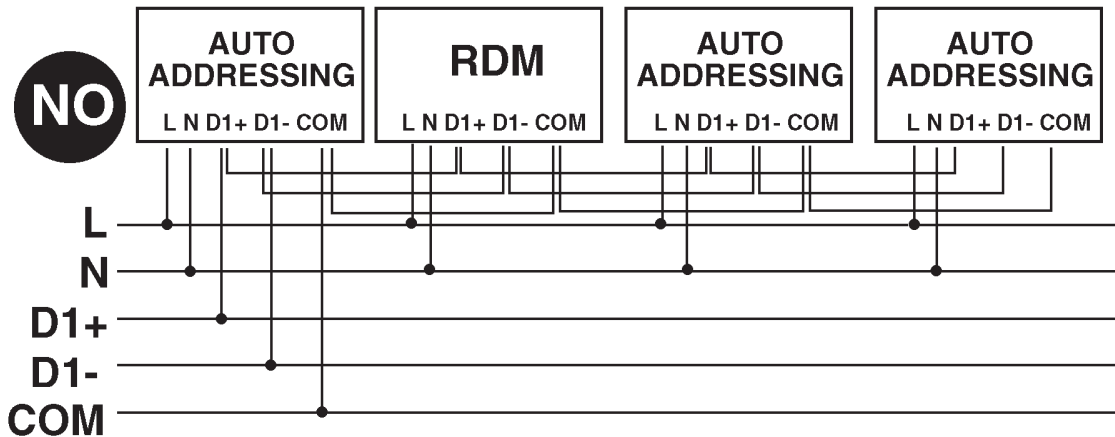 NO
AUTO
ADDRESSING
L N D1+ D1- COM
RDM
L N D1+ D1- COM
AUTO
ADDRESSING
L N D1+ D1- COM
AUTO
ADDRESSING
L N D1+ D1- COM
L
N
D1+
D1-
COM